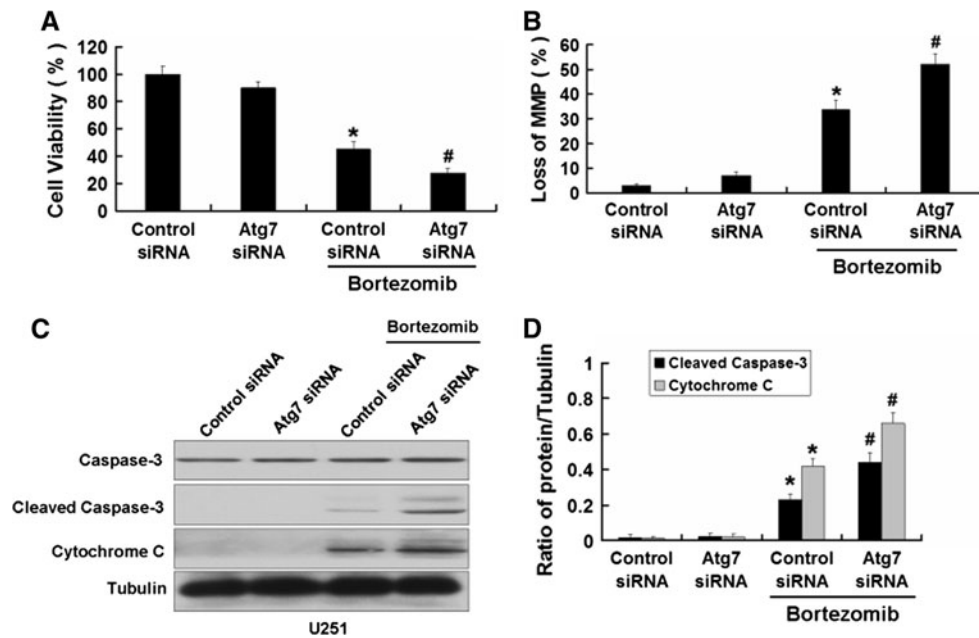 A
Cell Viability ( % )
120
100
80
60
40
20
0
*
#
Control siRNA
Atg7 siRNA
Control siRNA
Atg7 siRNA
Bortezomib
B
Loss of MMP ( % )
60
50
40
30
20
10
0
*
#
Control siRNA
Atg7 siRNA
Control siRNA
Atg7 siRNA
Bortezomib
C
Bortezomib
Control siRNA
Atg7 siRNA
Control siRNA
Atg7 siRNA
Caspase-3
Cleaved Caspase-3
Cytochrome C
Tubulin
U251
D
Ratio of protein/Tubulin
1
0.8
0.6
0.4
0.2
0
Cleaved Caspase-3
Cytochrome C
*
*
#
#
Control siRNA
Atg7 siRNA
Control siRNA
Atg7 siRNA
Bortezomib